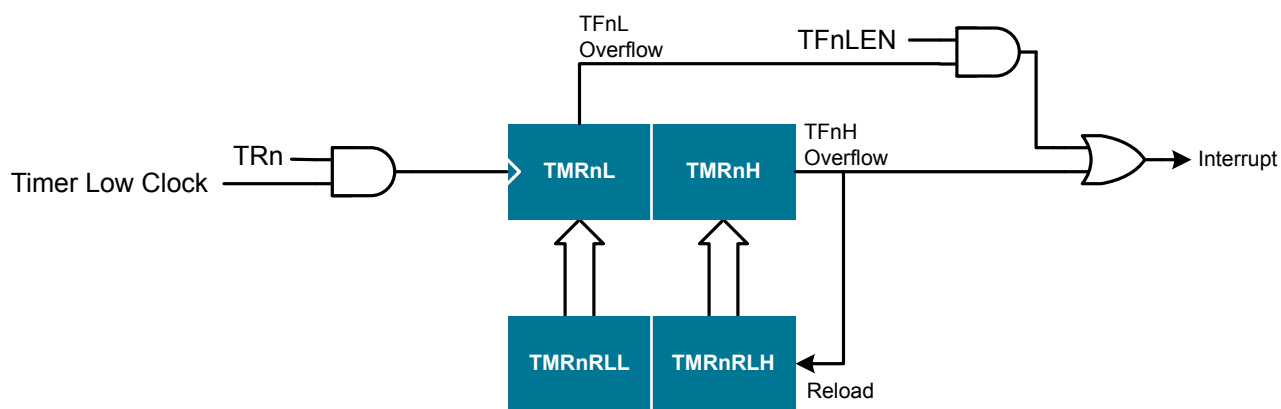 TFnL
Overflow
TFnLEN
TRn
Timer Low Clock
TMRnL
TMRnH
TFnH
Overflow
Interrupt
TMRnRLL
TMRnRLH
Reload